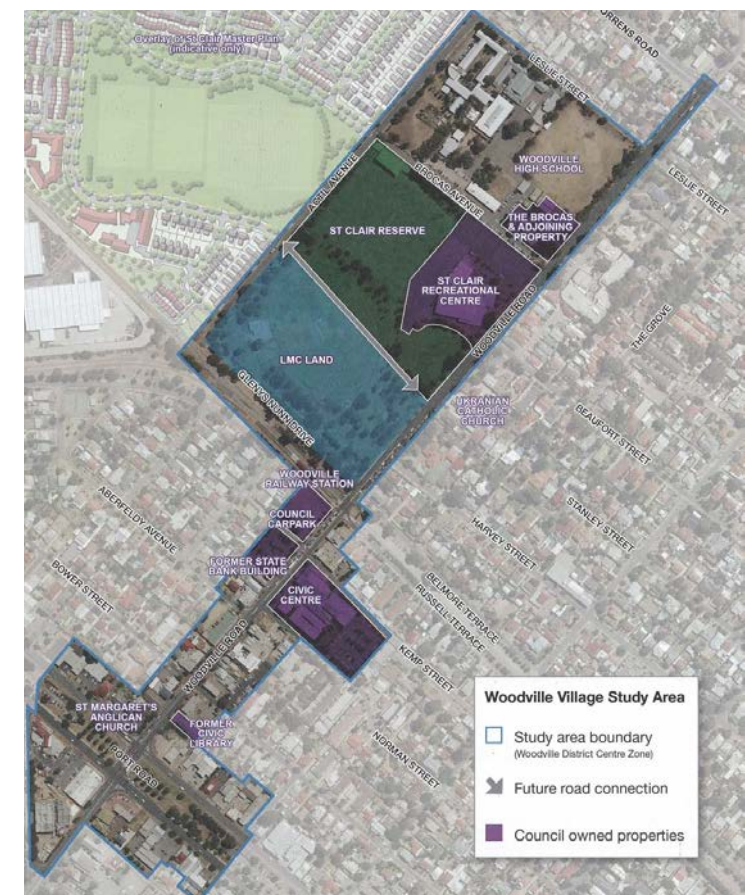 TORRENS ROAD
Overlay of St Clair Master Plan
(indicative only)
LESLIE STREET
WOODVILLE
HIGH SCHOOL
LESLIE STREET
ACTIL AVENUE
BROCAS AVENUE
ST CLAIR RESERVE
THE BROCAS
& ADJOINING
PROPERTY
ST CLAIR
RECREATIONAL
CENTRE
WOODVILLE ROAD
THE GROVE
LMC LAND
GLENYS NUNN DRIVE
UKRANIAN
CATHOLIC
CHURCH
BEAUFORT STREET
WOODVILLE
RAILWAY STATION
ABERFELDY AVENUE
COUNCIL
CARPARK
STANLEY STREET
HARVEY STREET
FORMER STATE
BANK BUILDING
BOWER STREET
CIVIC
CENTRE
BELMORE TERRACE
RUSSELL TERRACE
KEMP STREET
WOODVILLE ROAD
ST MARGARET'S
ANGLICAN
CHURCH
FORMER
CIVIC
LIBRARY
PORT ROAD
NORMAN STREET
Woodville Village Study Area
Study area boundary
(Woodville District Centre Zone)
Future road connection
Council owned properties